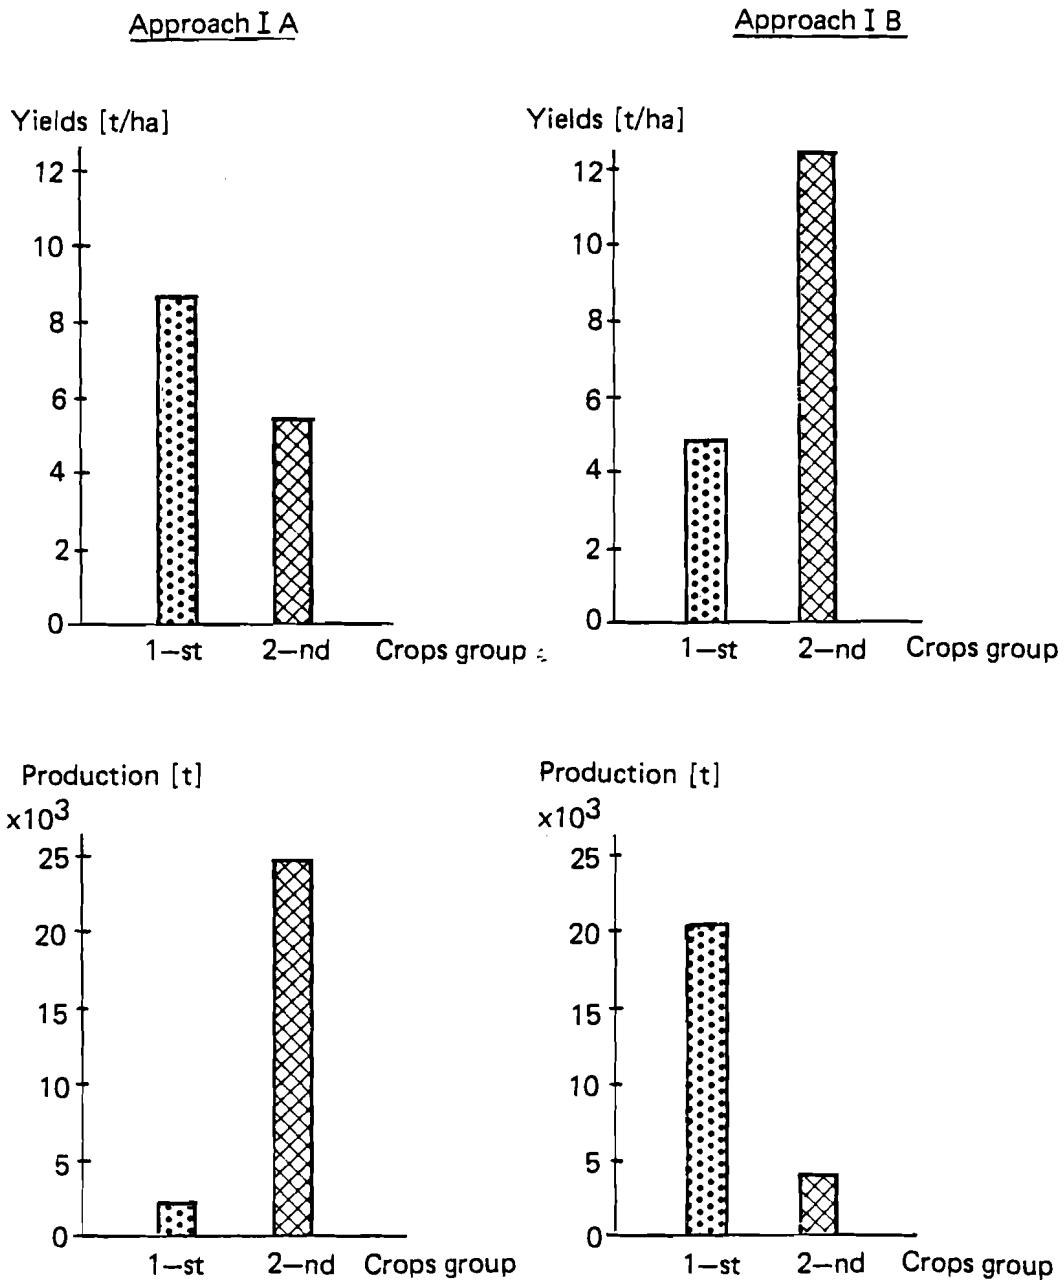 Approach I A
Approach I B
Yields [t/ha]
12
10
8
6
4
2
0
1–st 2–nd Crops group
Yields [t/ha]
12
10
8
6
4
2
0
1–st 2–nd Crops group
Production [t]
x10³
25
20
15
10
5
0
1–st 2–nd Crops group
Production [t]
x10³
25
20
15
10
5
0
1–st 2–nd Crops group